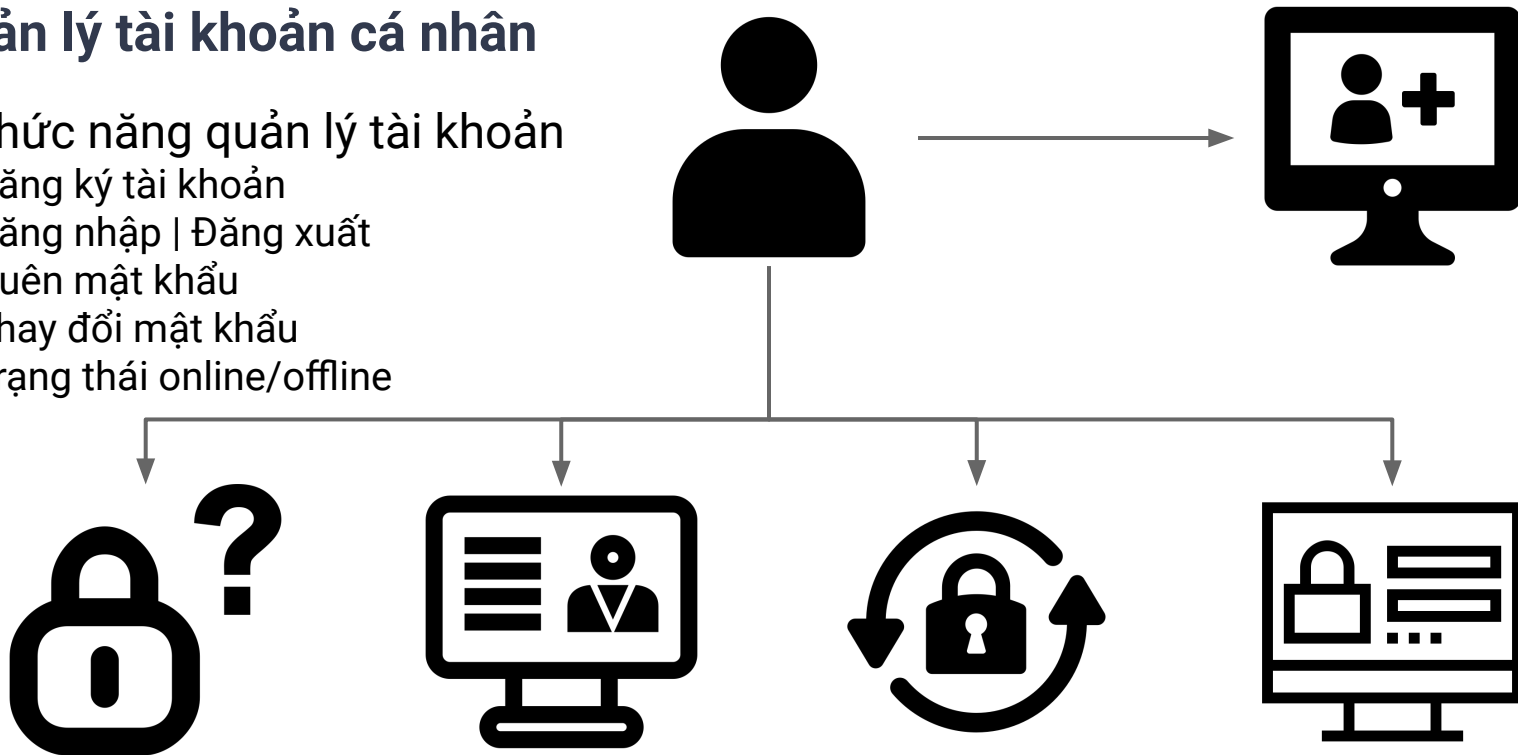 ản lý tài khoản cá nhân
hức năng quản lý tài khoản
ăng ký tài khoản
ăng nhập | Đăng xuất
uên mật khẩu
hay đổi mật khẩu
rạng thái online/offline
?